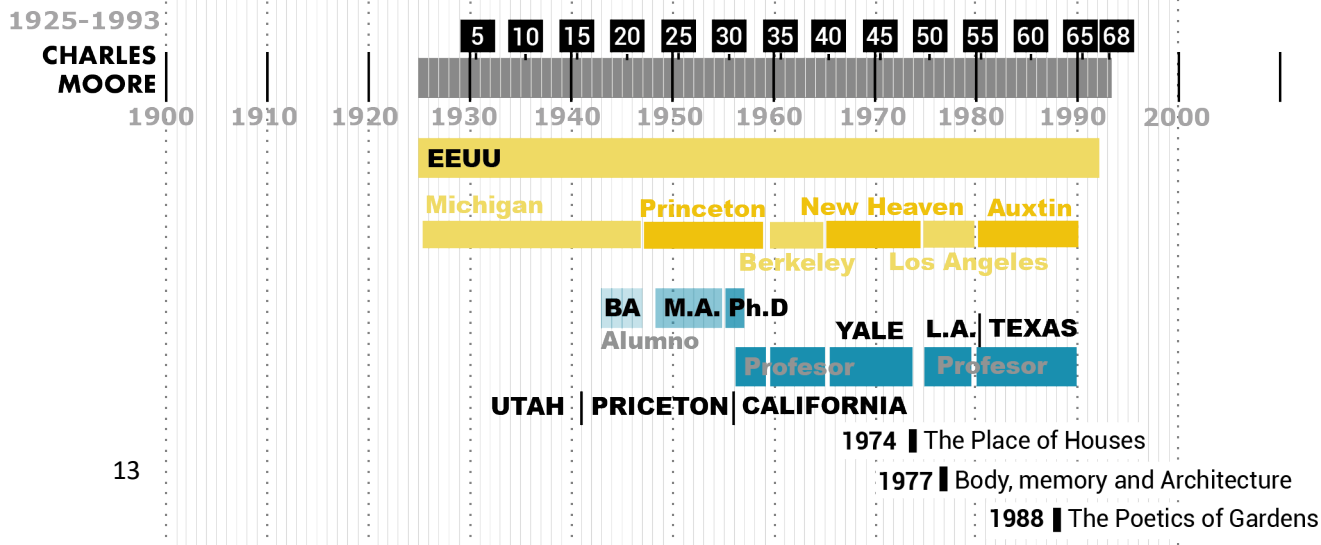 1925-1993
CHARLES
MOORE
5 10 15 20 25 30 35 40 45 50 55 60 65 68
1900 1910 1920 1930 1940 1950 1960 1970 1980 1990 2000
EEUU
Michigan Princeton New Heaven Auxtin
Berkeley Los Angeles
BA M.A. Ph.D
Alumno
YALE L.A. TEXAS
Profesor Profesor
UTAH PRICETON CALIFORNIA
1974 The Place of Houses
13
1977 Body, memory and Architecture
1988 The Poetics of Gardens